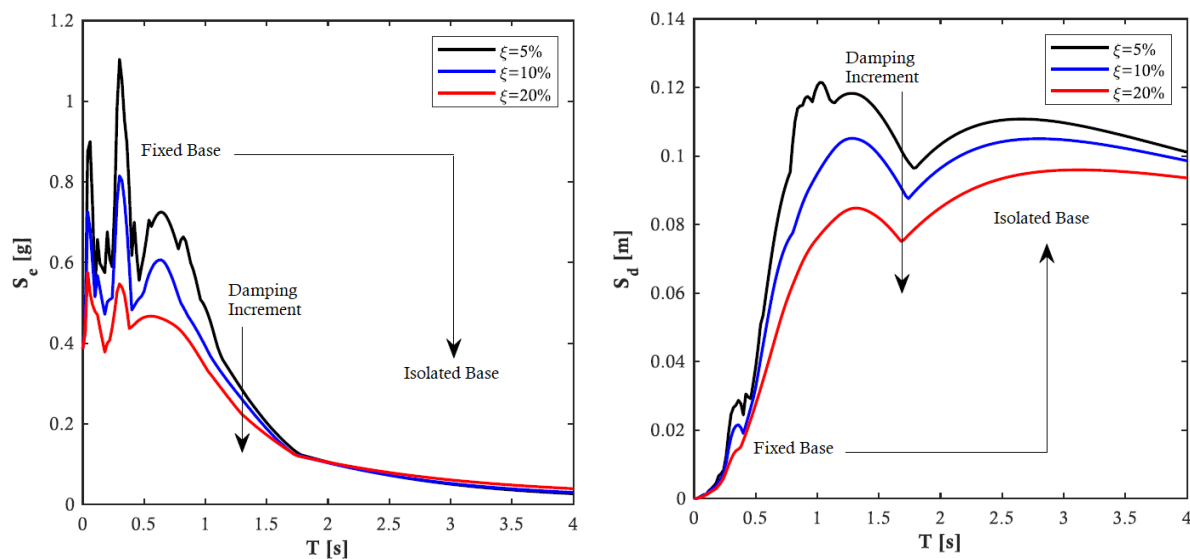 1.2
1
0.8
0.6
0.4
0.2
0
S_e [g]
ξ=5%
ξ=10%
ξ=20%
Fixed Base
Damping
Increment
Isolated Base
0 0.5 1 1.5 2 2.5 3 3.5 4
T [s]
0.14
0.12
0.1
0.08
0.06
0.04
0.02
0
S_d [m]
Damping
Increment
ξ=5%
ξ=10%
ξ=20%
Isolated Base
Fixed Base
0 0.5 1 1.5 2 2.5 3 3.5 4
T [s]